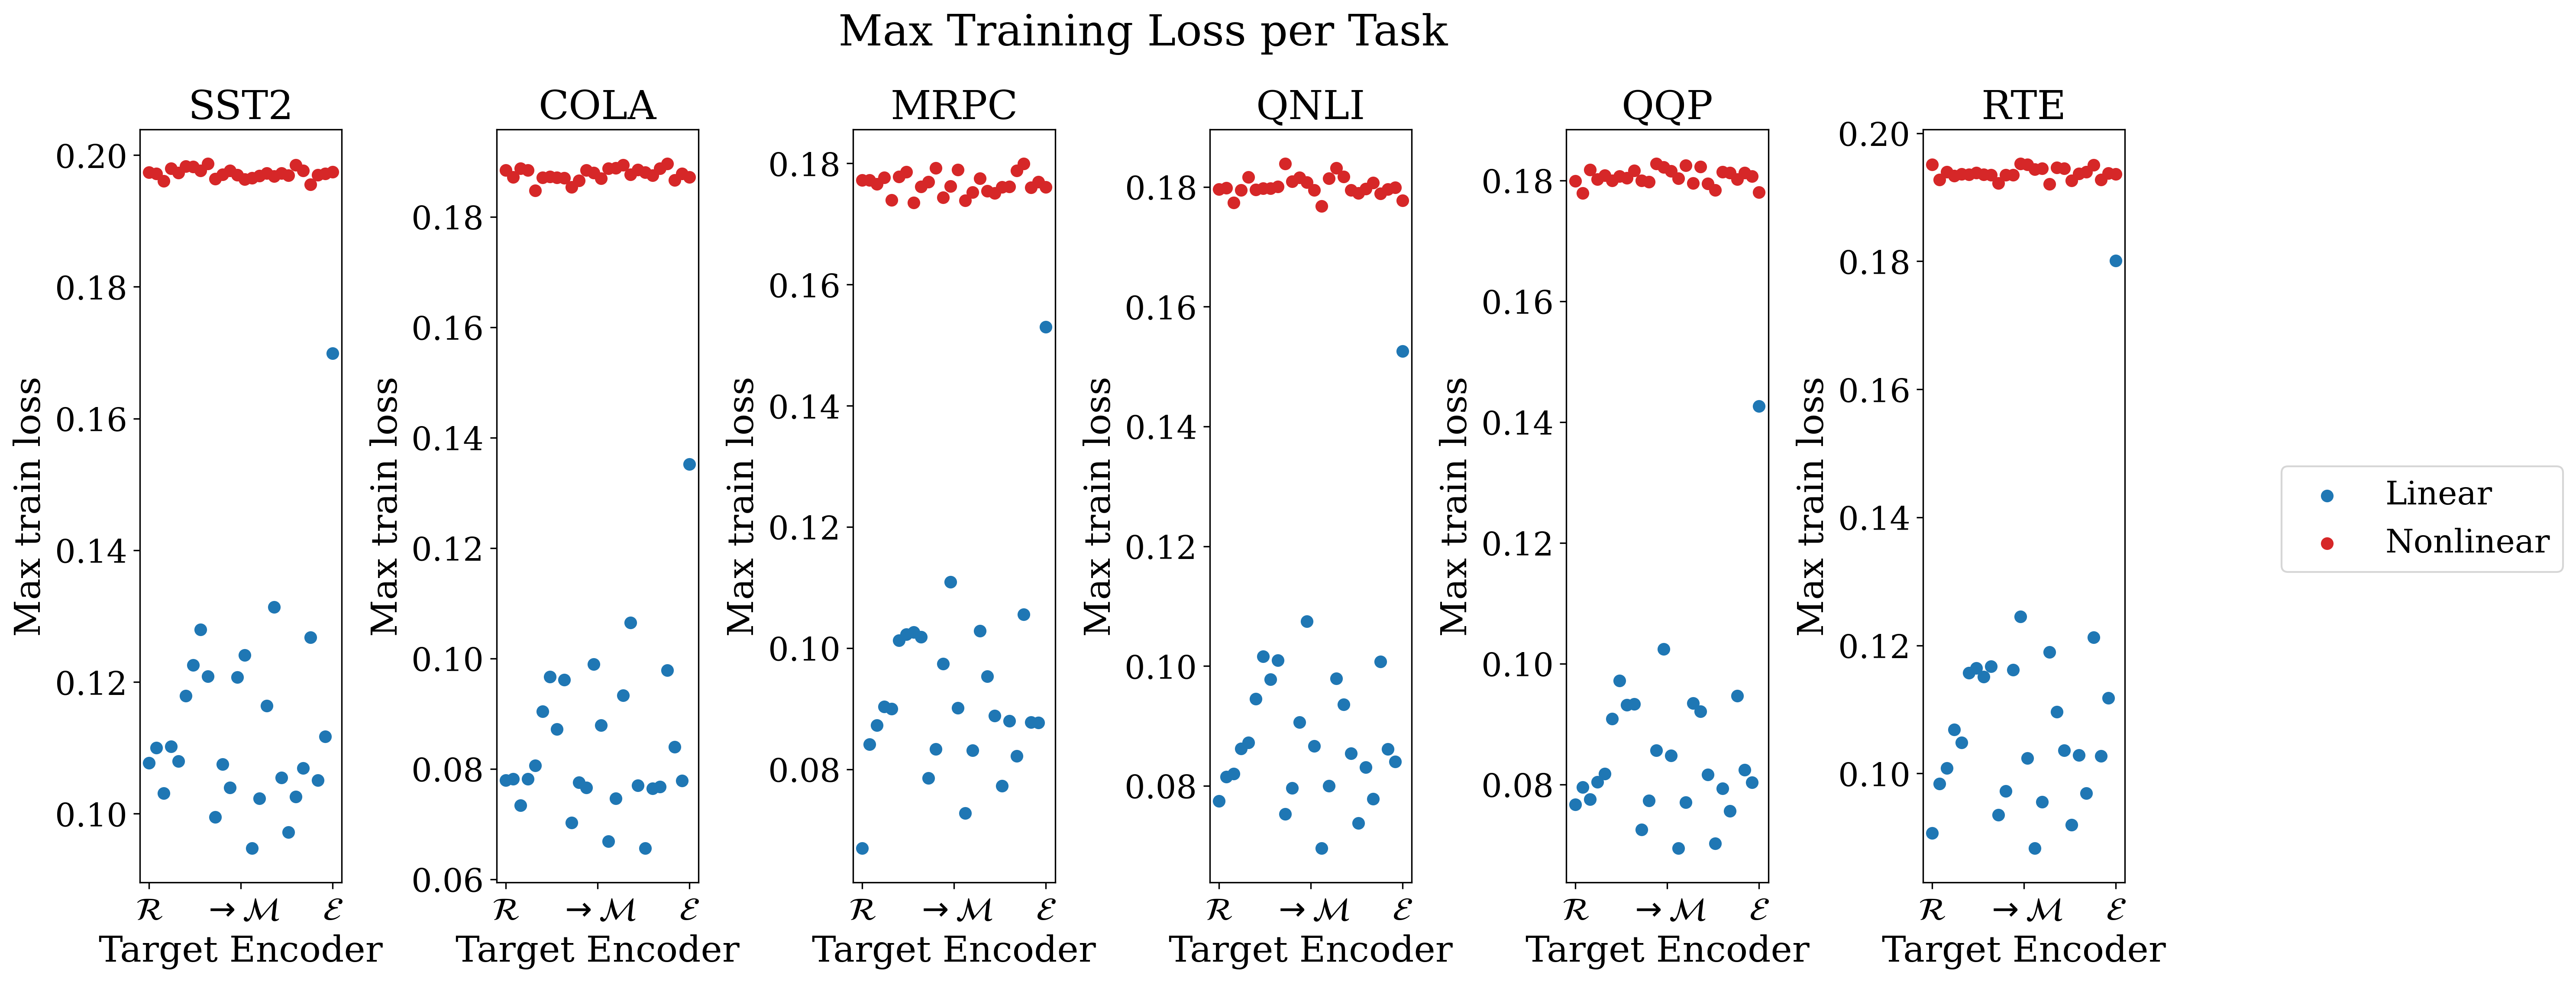 Max Training Loss per Task
SST2
COLA
MRPC
QNLI
QQP
RTE
Max train loss
0.20
0.18
0.16
0.14
0.12
0.10
ℛ
→ℳ
ℰ
Target Encoder
Max train loss
0.18
0.16
0.14
0.12
0.10
0.08
0.06
ℛ
→ℳ
ℰ
Target Encoder
Max train loss
0.18
0.16
0.14
0.12
0.10
0.08
ℛ
→ℳ
ℰ
Target Encoder
Max train loss
0.18
0.16
0.14
0.12
0.10
0.08
ℛ
→ℳ
ℰ
Target Encoder
Max train loss
0.18
0.16
0.14
0.12
0.10
0.08
ℛ
→ℳ
ℰ
Target Encoder
Max train loss
0.20
0.18
0.16
0.14
0.12
0.10
ℛ
→ℳ
ℰ
Target Encoder
Linear
Nonlinear